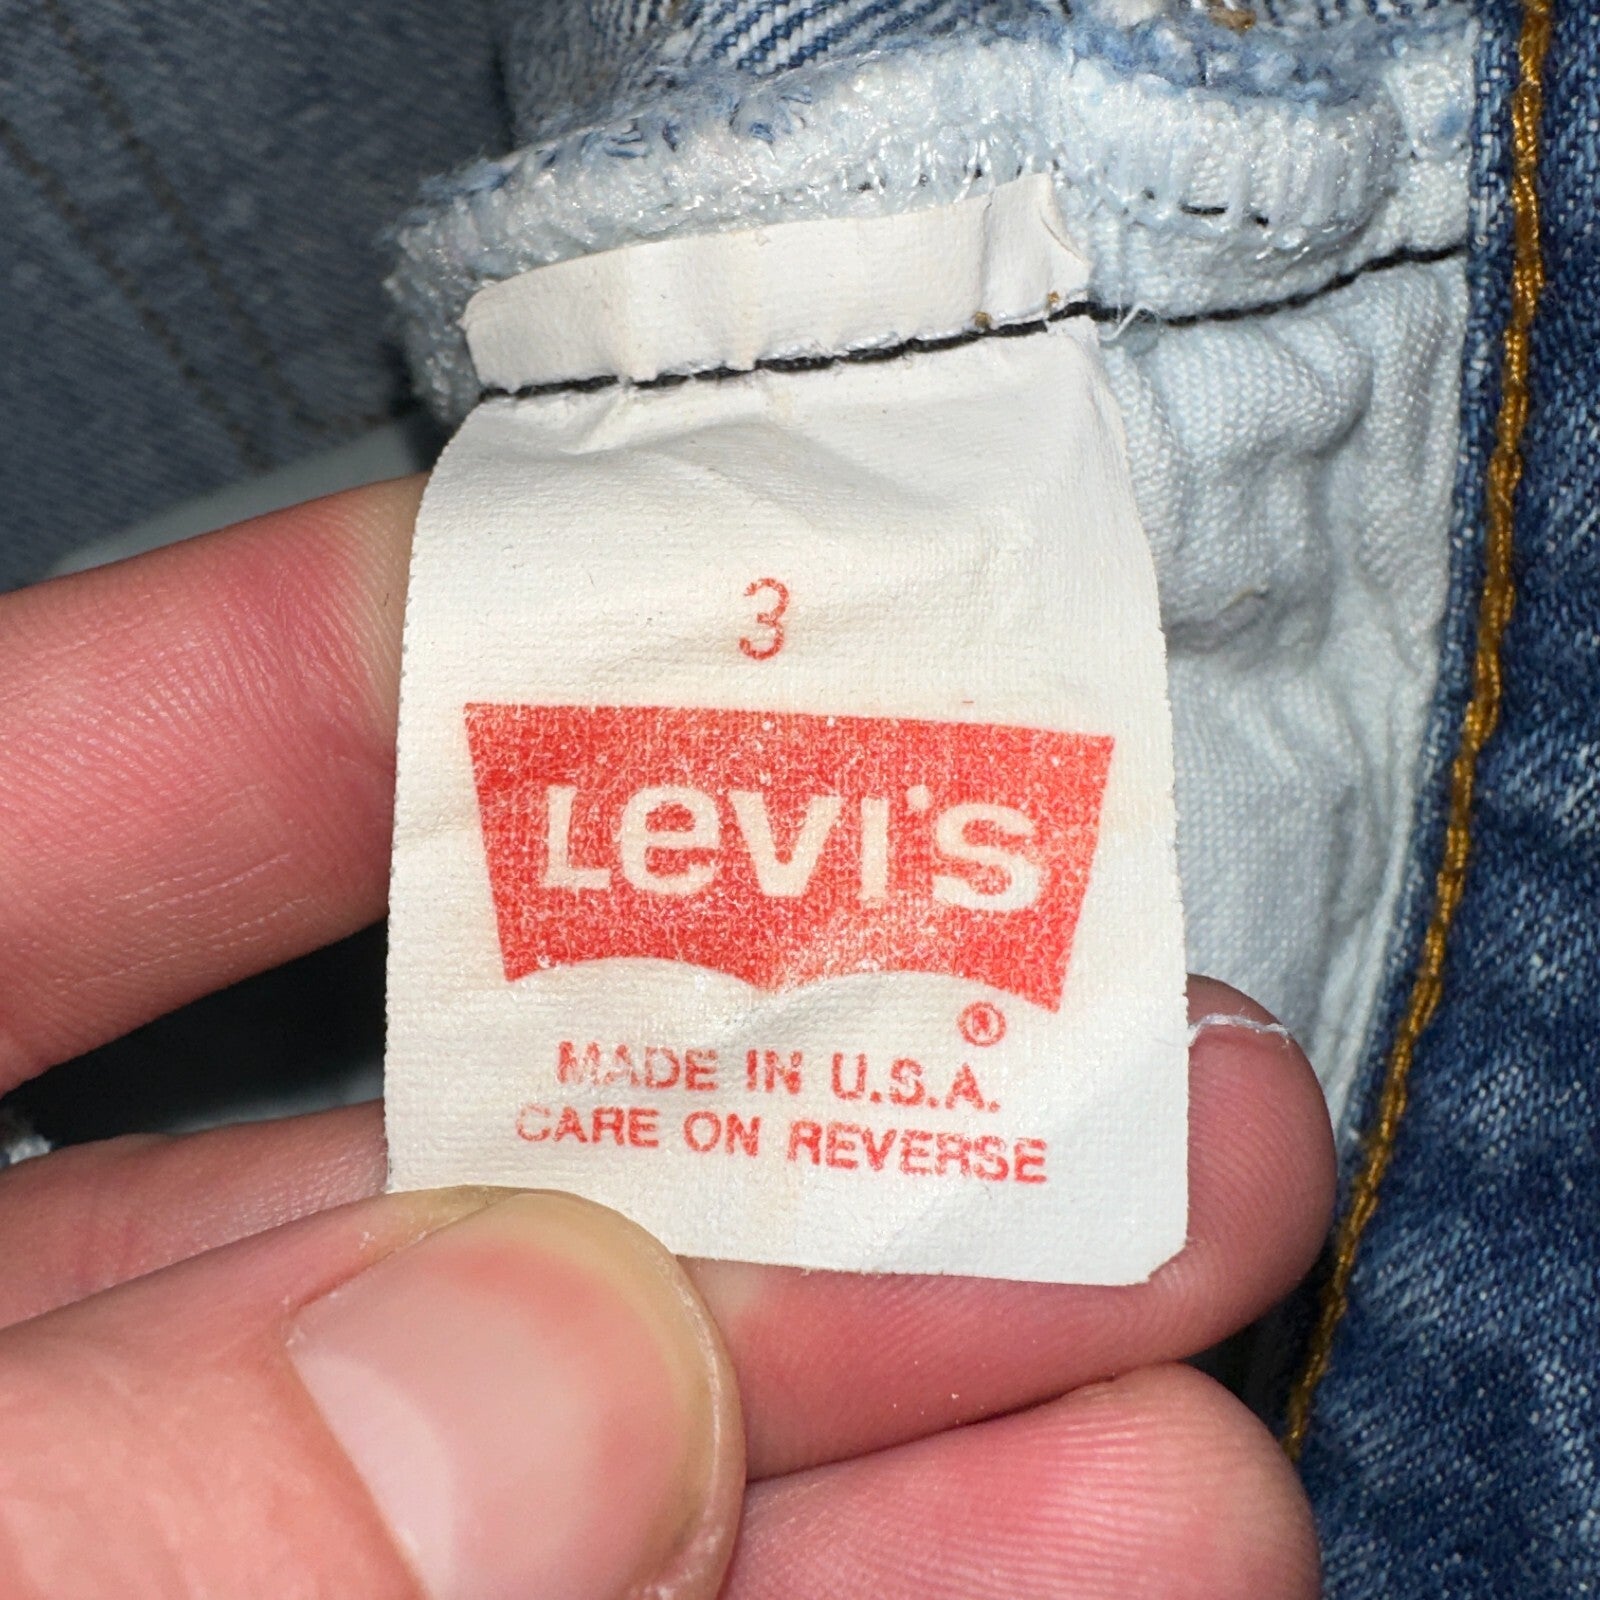 3
Levi's
®
MADE IN U.S.A.
CARE ON REVERSE